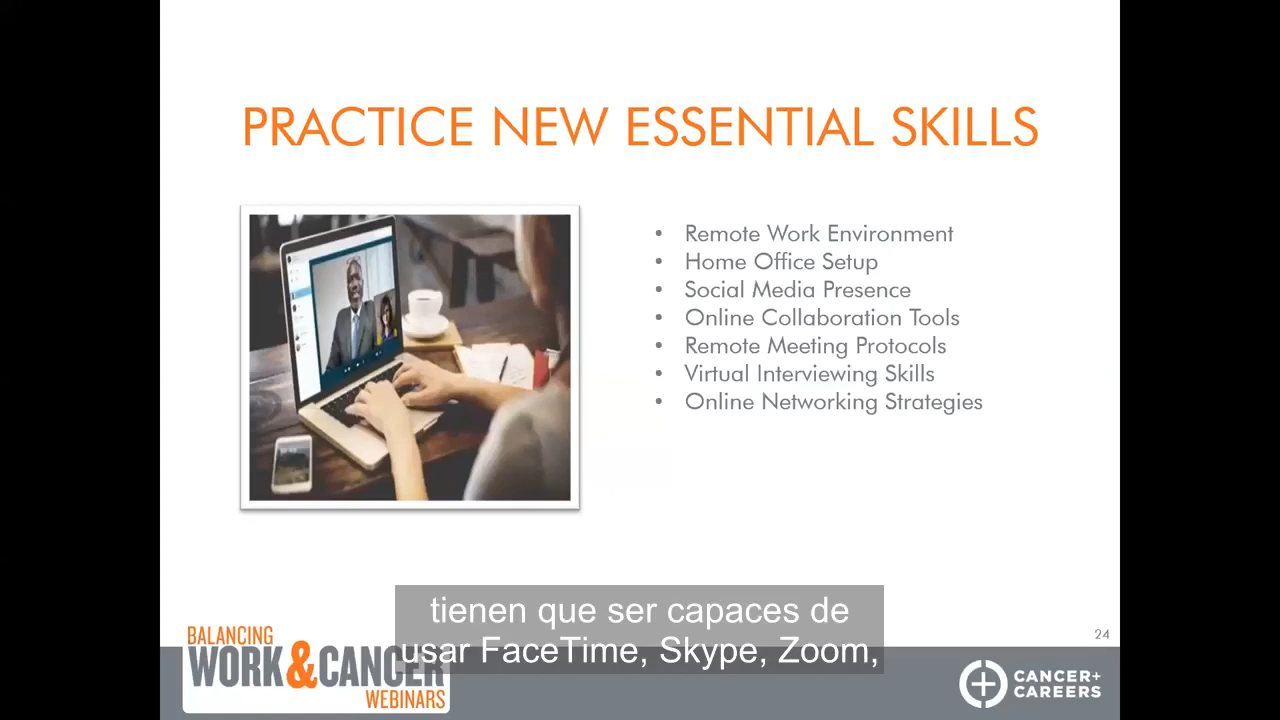 PRACTICE NEW ESSENTIAL SKILLS
• Remote Work Environment
• Home Office Setup
• Social Media Presence
• Online Collaboration Tools
• Remote Meeting Protocols
• Virtual Interviewing Skills
• Online Networking Strategies
tienen que ser capaces de
usar FaceTime, Skype, Zoom,
24
BALANCING
WORK & CANCER
WEBINARS
CANCER+
CAREERS